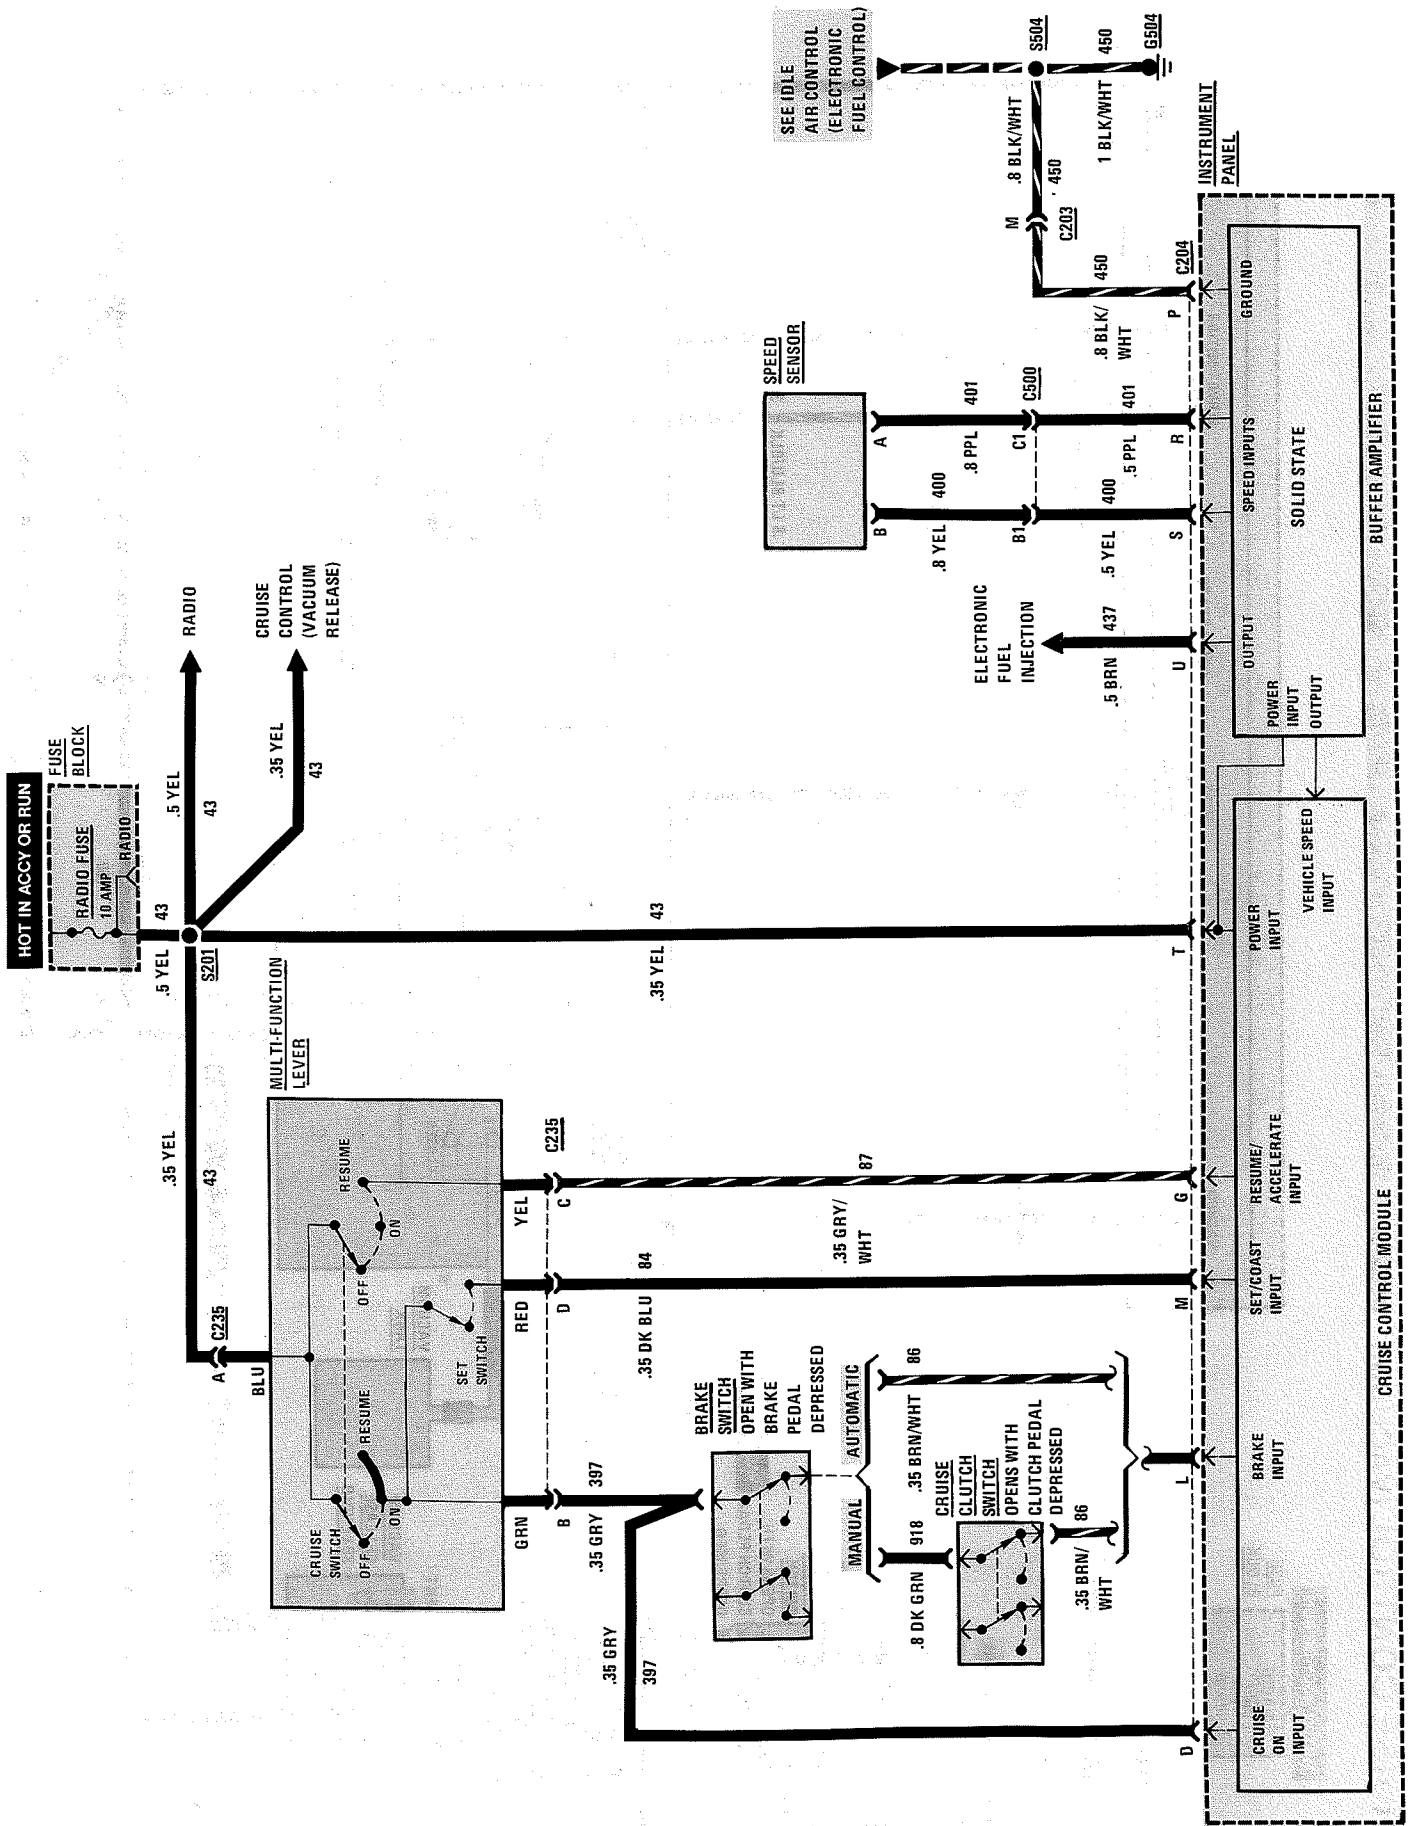 HOT IN ACCY OR RUN
FUSE
BLOCK
RADIO FUSE
10 AMP
RADIO
.5 YEL
43
S201
.5 YEL
43
RADIO
.35 YEL
43
CRUISE
CONTROL
(VACUUM
RELEASE)
.35 YEL
43
A
C235
BLU
MULTI-FUNCTION
LEVER
CRUISE
SWITCH
OFF
ON
RESUME
OFF
ON
RESUME
SET
SWITCH
GRN
RED
YEL
B
D
C
C235
.35 GRY
397
.35 GRY
397
.35 DK BLU
84
.35 GRY/
WHT
87
.35 YEL
43
BRAKE
SWITCH
OPEN WITH
BRAKE
PEDAL
DEPRESSED
MANUAL
AUTOMATIC
.8 DK GRN
918
.35 BRN/WHT
86
CRUISE
CLUTCH
SWITCH
OPENS WITH
CLUTCH PEDAL
DEPRESSED
.35 BRN/
WHT
86
SPEED
SENSOR
B
A
.8 YEL
400
.8 PPL
401
B1
C1
C500
.5 YEL
400
.5 PPL
401
ELECTRONIC
FUEL
INJECTION
.5 BRN
437
SEE IDLE
AIR CONTROL
(ELECTRONIC
FUEL CONTROL)
S504
.8 BLK/WHT
450
1 BLK/WHT
450
G504
M
C203
.8 BLK/
WHT
450
D
L
M
G
T
U
S
R
P
C204
INSTRUMENT
PANEL
CRUISE
ON
INPUT
BRAKE
INPUT
SET/COAST
INPUT
RESUME/
ACCELERATE
INPUT
POWER
INPUT
VEHICLE SPEED
INPUT
CRUISE CONTROL MODULE
POWER
INPUT
OUTPUT
OUTPUT
SPEED INPUTS
GROUND
SOLID STATE
BUFFER AMPLIFIER